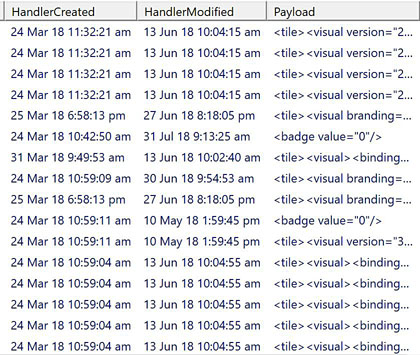 HandlerCreated HandlerModified Payload
24 Mar 18 11:32:21 am 13 Jun 18 10:04:15 am <tile><visual version="2...
24 Mar 18 11:32:21 am 13 Jun 18 10:04:15 am <tile><visual version="2...
24 Mar 18 11:32:21 am 13 Jun 18 10:04:15 am <tile><visual version="2...
24 Mar 18 11:32:21 am 13 Jun 18 10:04:15 am <tile><visual version="2...
25 Mar 18 6:58:13 pm 27 Jun 18 8:18:05 pm <tile><visual branding=...
24 Mar 18 10:42:50 am 31 Jul 18 9:13:25 am <badge value="0"/>
31 Mar 18 9:49:53 am 13 Jun 18 10:02:40 am <tile><visual><binding...
24 Mar 18 10:59:09 am 30 Jun 18 9:54:53 am <tile><visual branding=...
25 Mar 18 6:58:13 pm 27 Jun 18 8:18:05 pm <tile><visual branding=...
24 Mar 18 10:59:11 am 10 May 18 1:59:45 pm <badge value="0"/>
24 Mar 18 10:59:11 am 10 May 18 1:59:45 pm <tile><visual version="3...
24 Mar 18 10:59:04 am 13 Jun 18 10:04:55 am <tile><visual><binding...
24 Mar 18 10:59:04 am 13 Jun 18 10:04:55 am <tile><visual><binding...
24 Mar 18 10:59:04 am 13 Jun 18 10:04:55 am <tile><visual><binding...
24 Mar 18 10:59:04 am 13 Jun 18 10:04:55 am <tile><visual><binding...
24 Mar 18 10:59:04 am 13 Jun 18 10:04:55 am <tile><visual><binding...